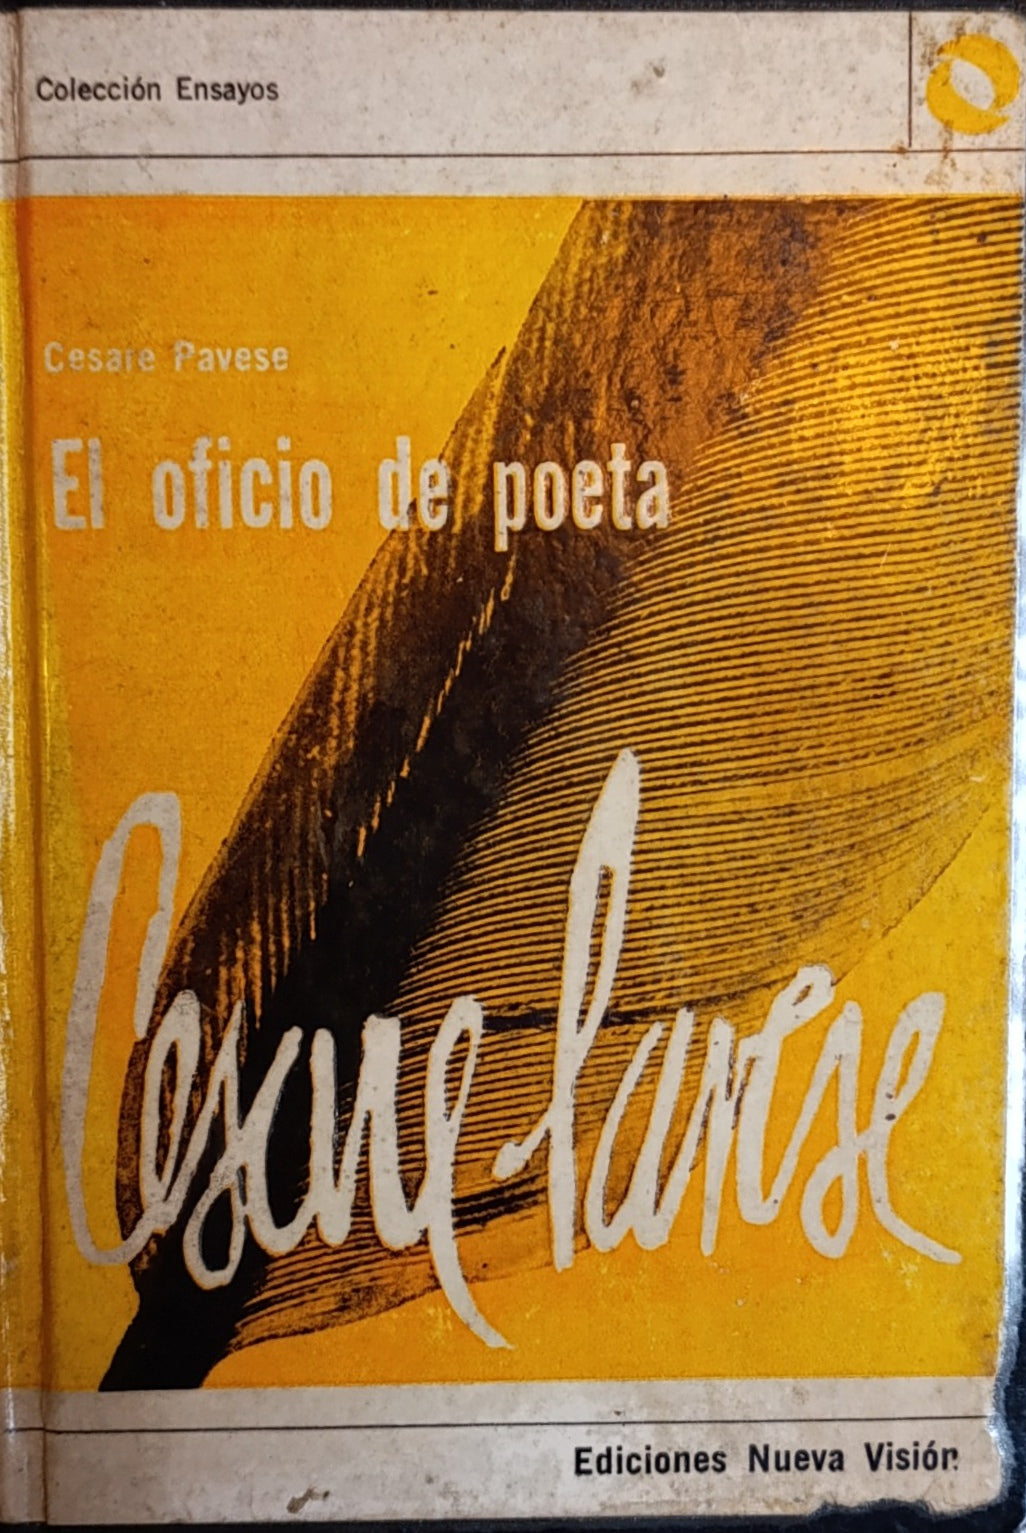 Colección Ensayos
Cesare Pavese
El oficio de poeta
Cesare Pavese
Ediciones Nueva Visión